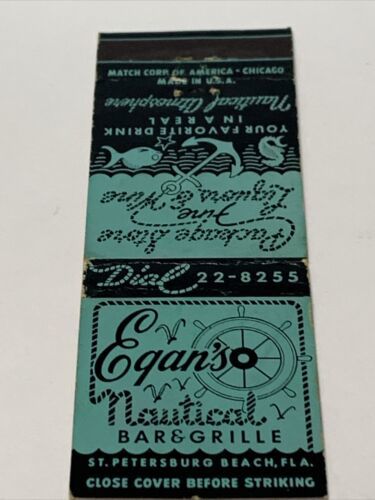 MATCH CORP. OF AMERICA - CHICAGO
MADE IN U.S.A.
YOUR FAVORITE DRINK
IN A REAL
Nautical Atmosphere
Package Store
Fine
Liquors & Wine
Dial 22-8255
Egan's
Nautical
BAR & GRILLE
ST. PETERSBURG BEACH, FLA.
CLOSE COVER BEFORE STRIKING